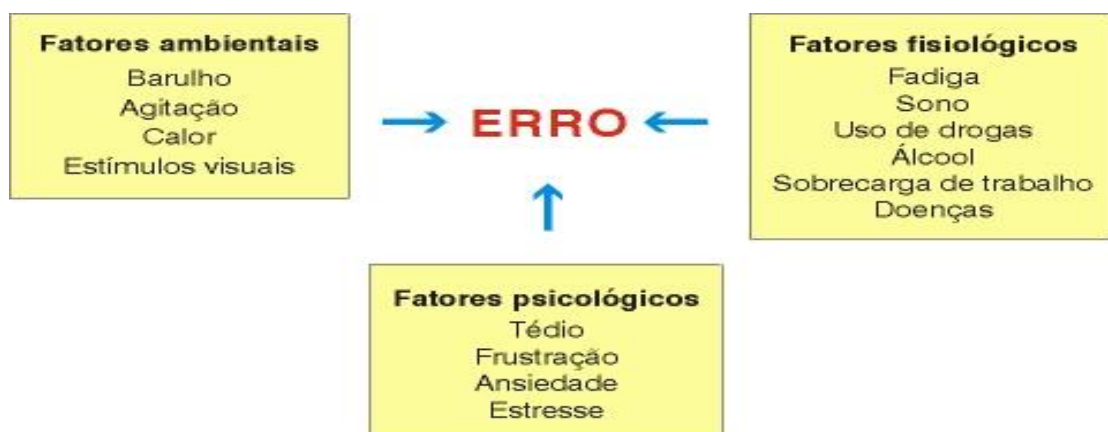 Fatores ambientais
Barulho
Agitação
Calor
Estímulos visuais
ERRO
Fatores fisiológicos
Fadiga
Sono
Uso de drogas
Álcool
Sobrecarga de trabalho
Doenças
Fatores psicológicos
Tédio
Frustração
Ansiedade
Estresse